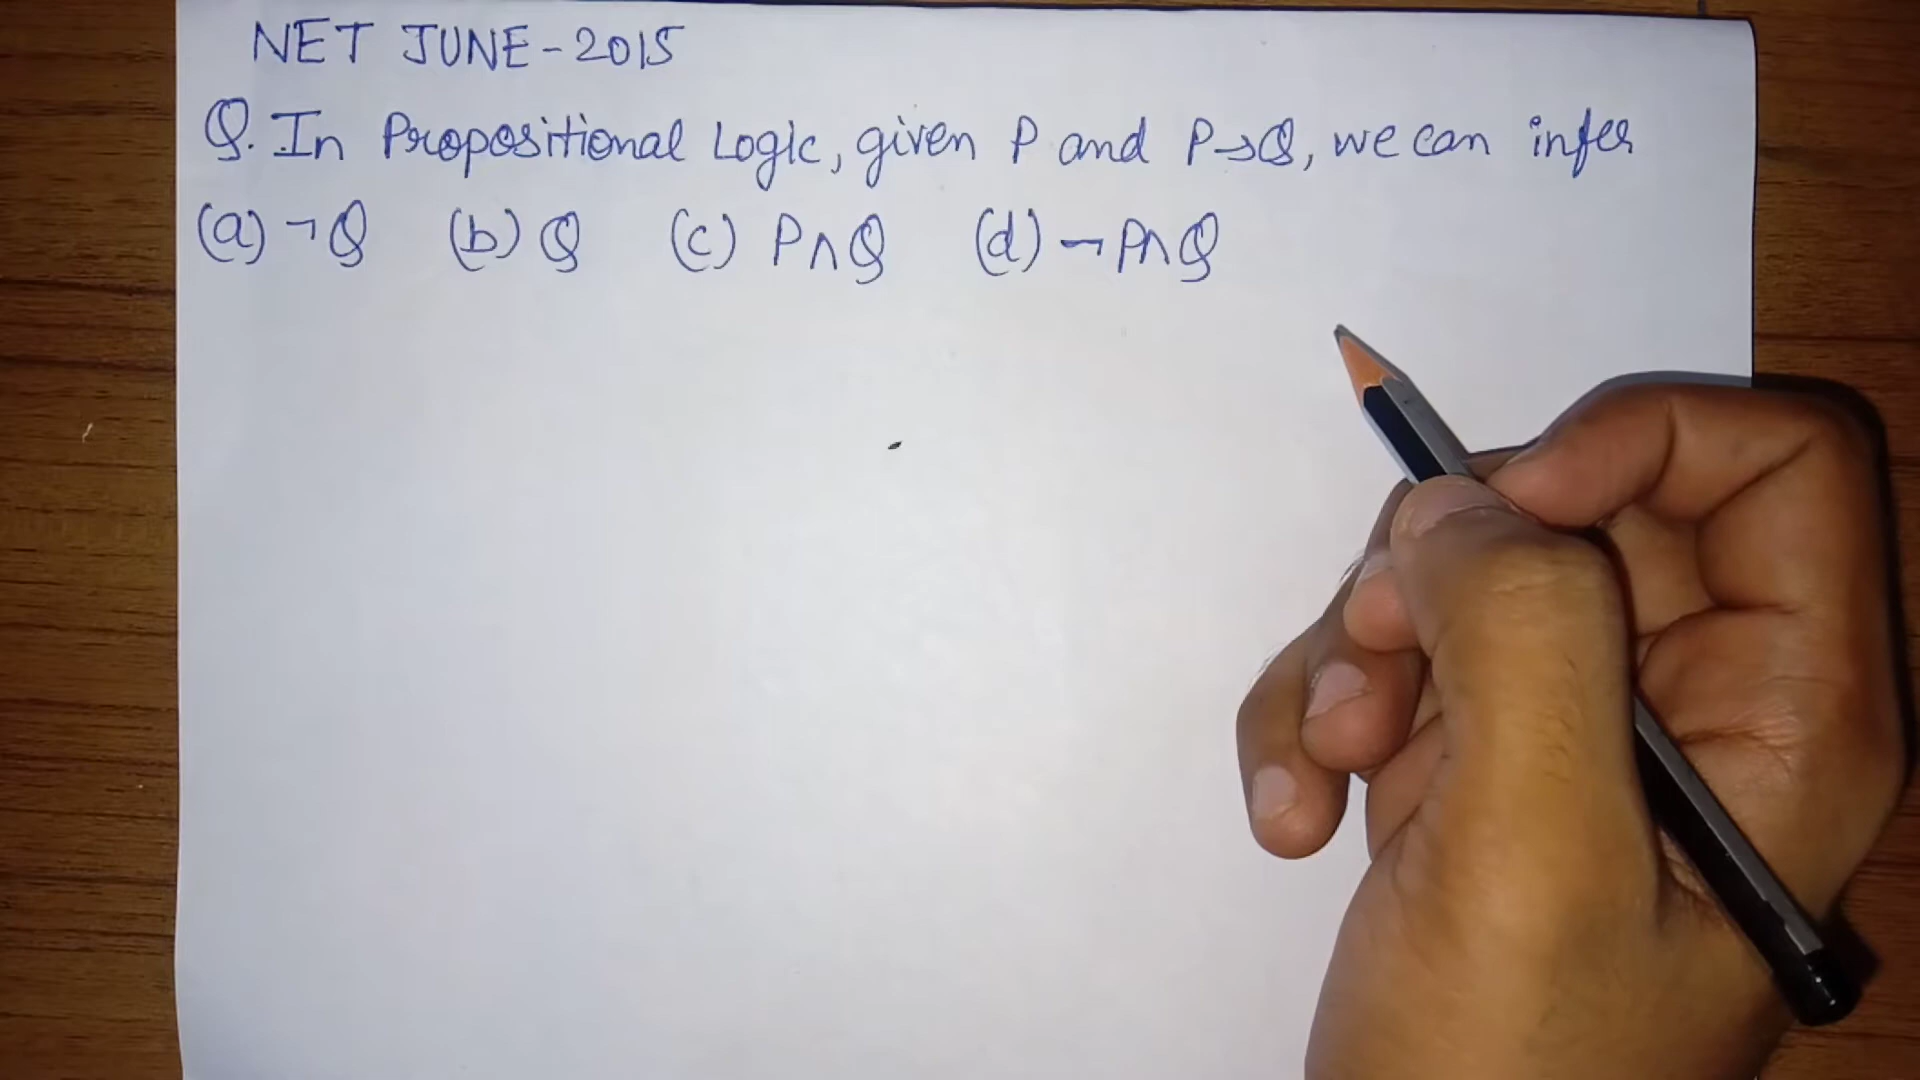 NET JUNE-2015
Q. In Propositional Logic, given P and P→Q, we can infer
(a) ¬Q (b) Q (c) P∧Q (d) ¬P∧Q